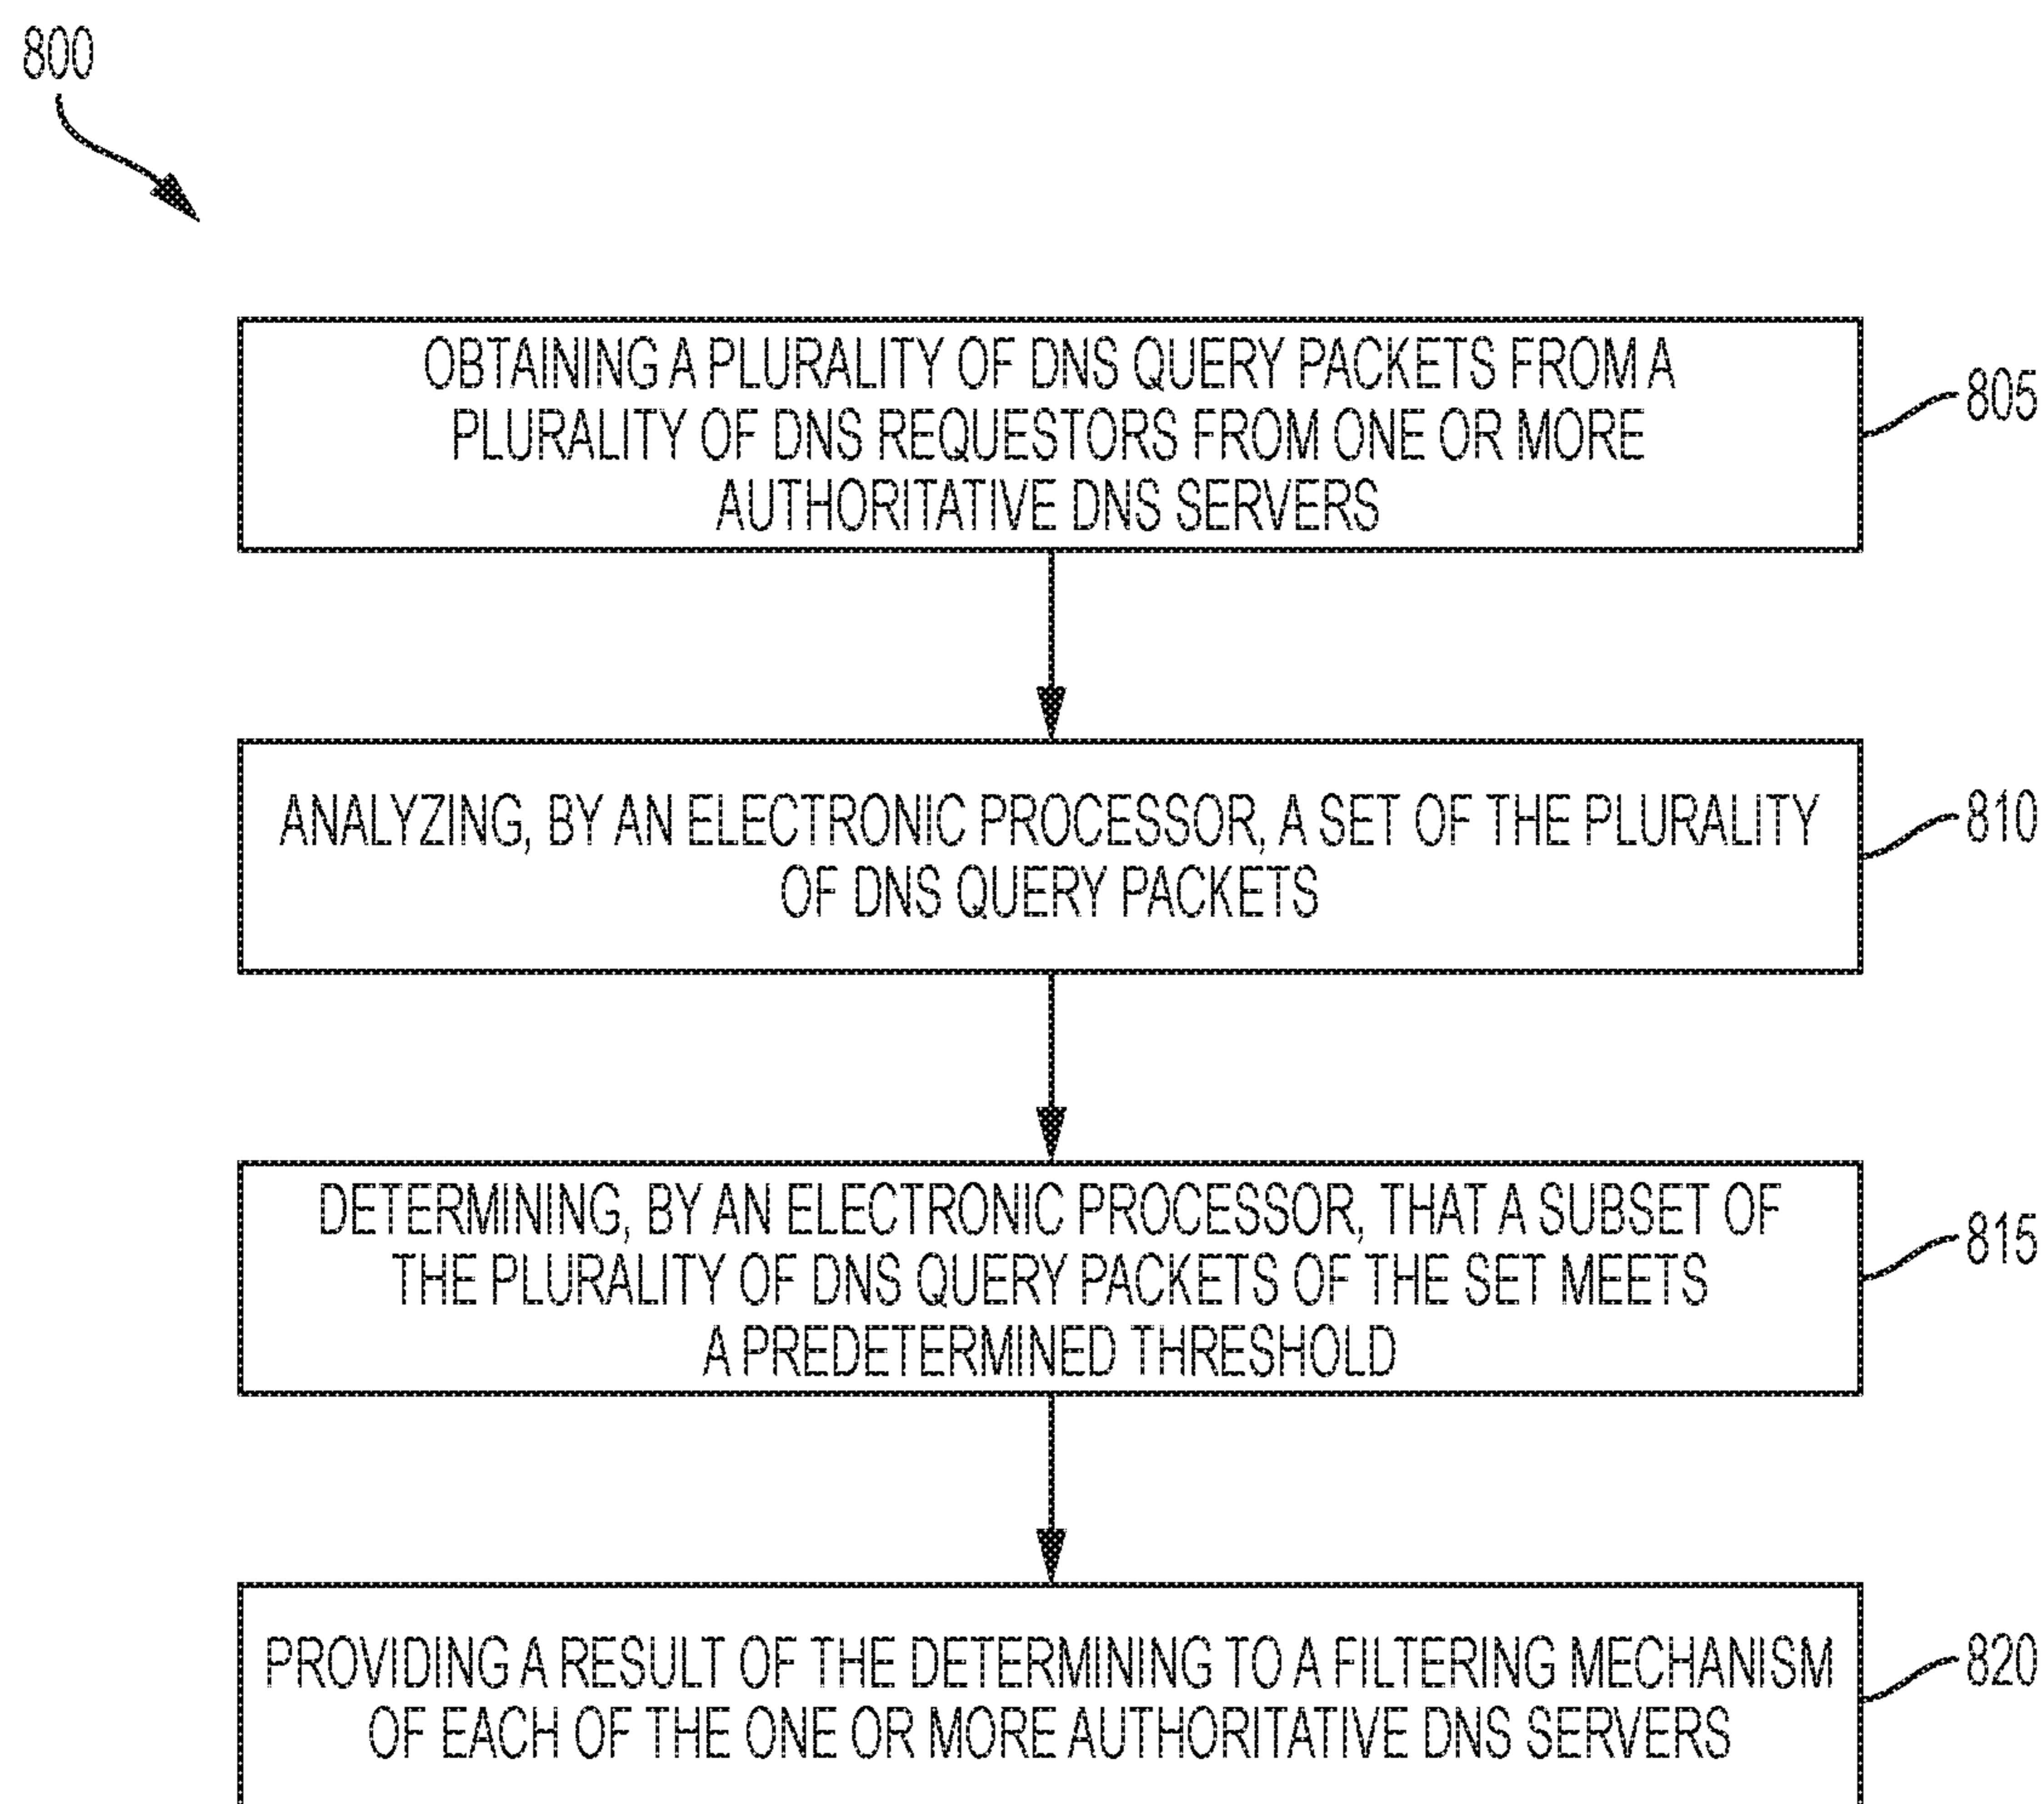 800
OBTAINING A PLURALITY OF DNS QUERY PACKETS FROM A
PLURALITY OF DNS REQUESTORS FROM ONE OR MORE
AUTHORITATIVE DNS SERVERS
805
ANALYZING, BY AN ELECTRONIC PROCESSOR, A SET OF THE PLURALITY
OF DNS QUERY PACKETS
810
DETERMINING, BY AN ELECTRONIC PROCESSOR, THAT A SUBSET OF
THE PLURALITY OF DNS QUERY PACKETS OF THE SET MEETS
A PREDETERMINED THRESHOLD
815
PROVIDING A RESULT OF THE DETERMINING TO A FILTERING MECHANISM
OF EACH OF THE ONE OR MORE AUTHORITATIVE DNS SERVERS
820